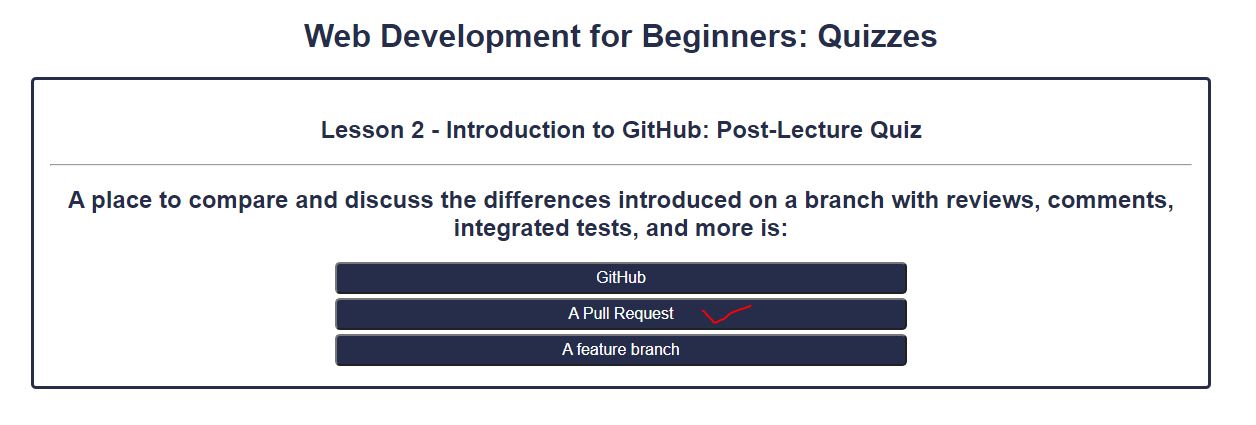 Web Development for Beginners: Quizzes
Lesson 2 - Introduction to GitHub: Post-Lecture Quiz
A place to compare and discuss the differences introduced on a branch with reviews, comments,
integrated tests, and more is:
GitHub
A Pull Request
A feature branch